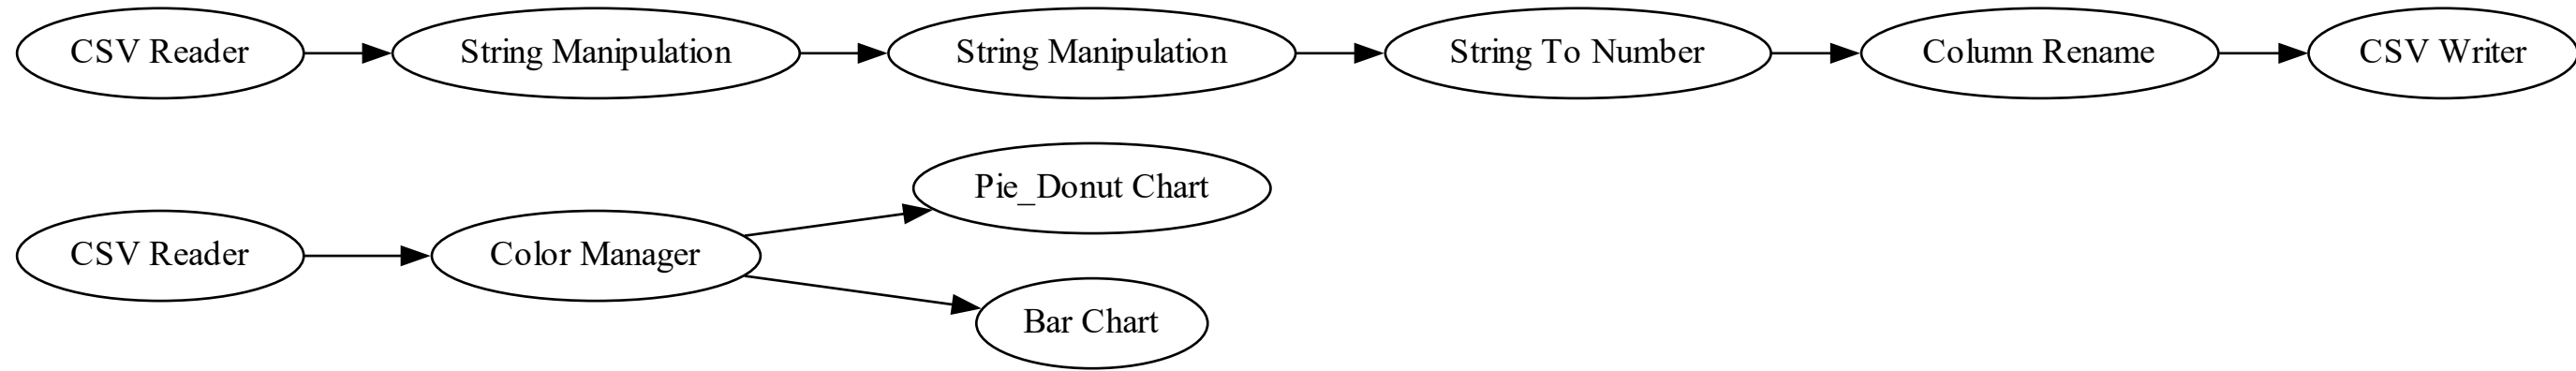 CSV Reader
String Manipulation
String Manipulation
String To Number
Column Rename
CSV Writer
Pie_Donut Chart
CSV Reader
Color Manager
Bar Chart